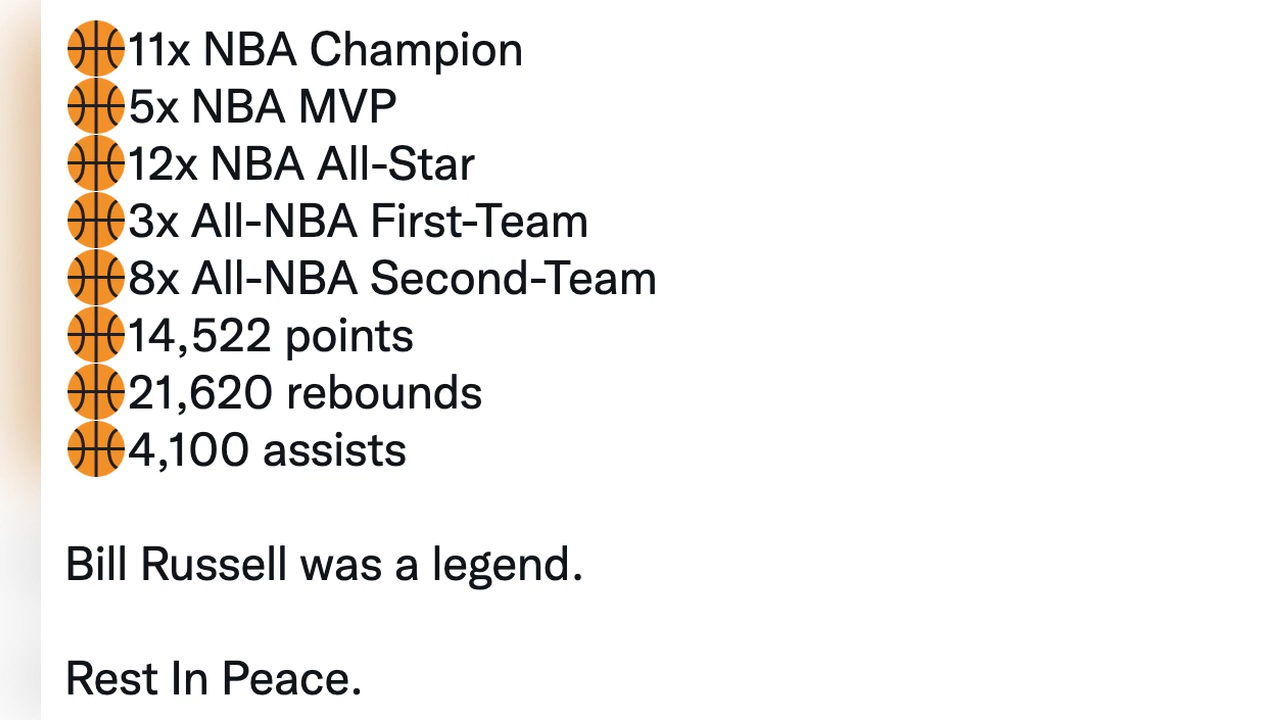 🏀11x NBA Champion
🏀5x NBA MVP
🏀12x NBA All-Star
🏀3x All-NBA First-Team
🏀8x All-NBA Second-Team
🏀14,522 points
🏀21,620 rebounds
🏀4,100 assists
Bill Russell was a legend.
Rest In Peace.